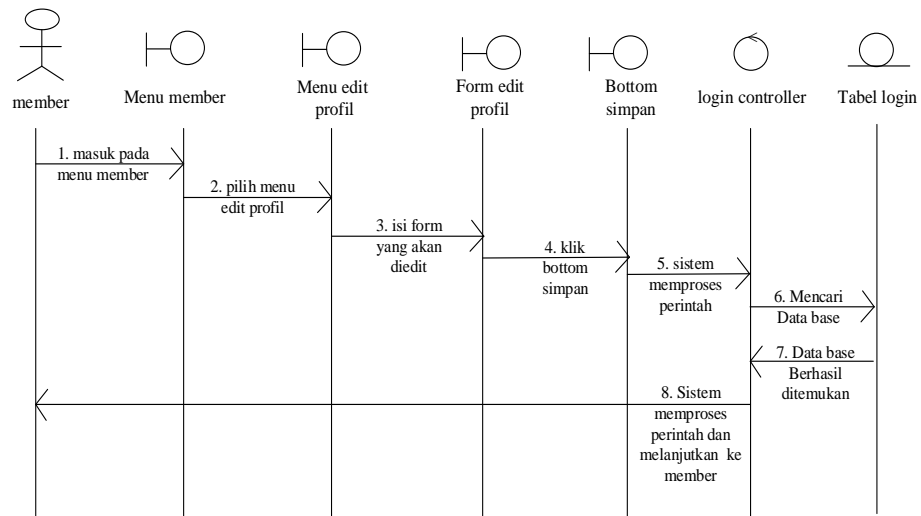 member
Menu member
Menu edit
profil
Form edit
profil
Bottom
simpan
login controller
Tabel login
1. masuk pada
menu member
2. pilih menu
edit profil
3. isi form
yang akan
diedit
4. klik
bottom
simpan
5. sistem
memproses
perintah
6. Mencari
Data base
7. Data base
Berhasil
ditemukan
8. Sistem
memproses
perintah dan
melanjutkan ke
member